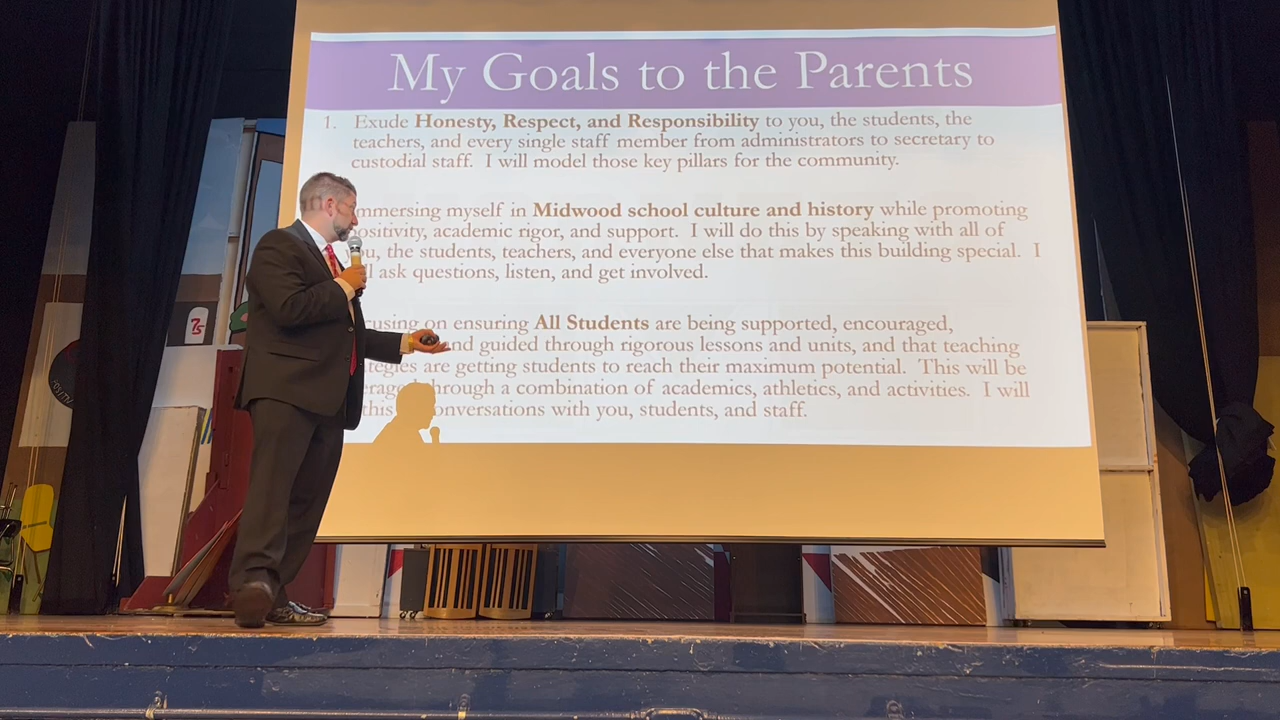 My Goals to the Parents
1. Exude Honesty, Respect, and Responsibility to you, the students, the
teachers, and every single staff member from administrators to secretary to
custodial staff. I will model those key pillars for the community.
mmersing myself in Midwood school culture and history while promoting
ositivity, academic rigor, and support. I will do this by speaking with all of
u, the students, teachers, and everyone else that makes this building special. I
ll ask questions, listen, and get involved.
cusing on ensuring All Students are being supported, encouraged,
nd guided through rigorous lessons and units, and that teaching
tegies are getting students to reach their maximum potential. This will be
erage through a combination of academics, athletics, and activities. I will
this conversations with you, students, and staff.
75